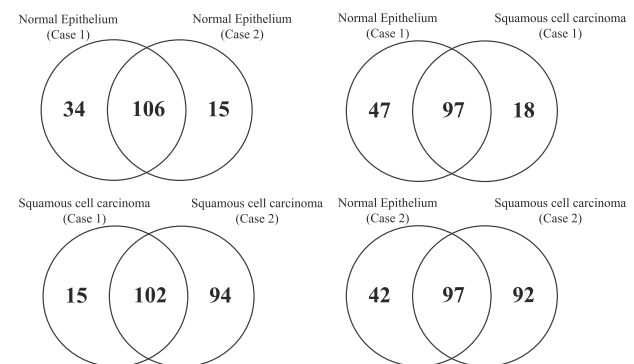 Normal Epithelium
(Case 1)
Normal Epithelium
(Case 2)
34
106
15
Normal Epithelium
(Case 1)
Squamous cell carcinoma
(Case 1)
47
97
18
Squamous cell carcinoma
(Case 1)
Squamous cell carcinoma
(Case 2)
15
102
94
Normal Epithelium
(Case 2)
Squamous cell carcinoma
(Case 2)
42
97
92